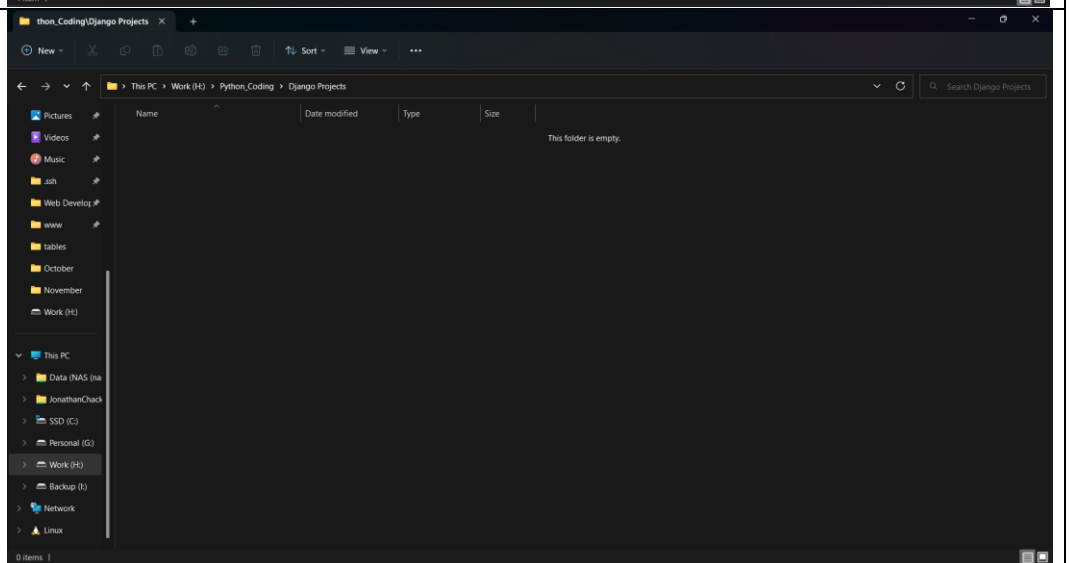 thon_Coding\Django Projects
New
Sort
View
This PC > Work (H:) > Python_Coding > Django Projects
Search Django Projects
Name Date modified Type Size
This folder is empty.
Pictures
Videos
Music
.ssh
Web Develop
www
tables
October
November
Work (H:)
This PC
Data (NAS (na
JonathanChack
SSD (C:)
Personal (G:)
Work (H:)
Backup (I:)
Network
Linux
0 items